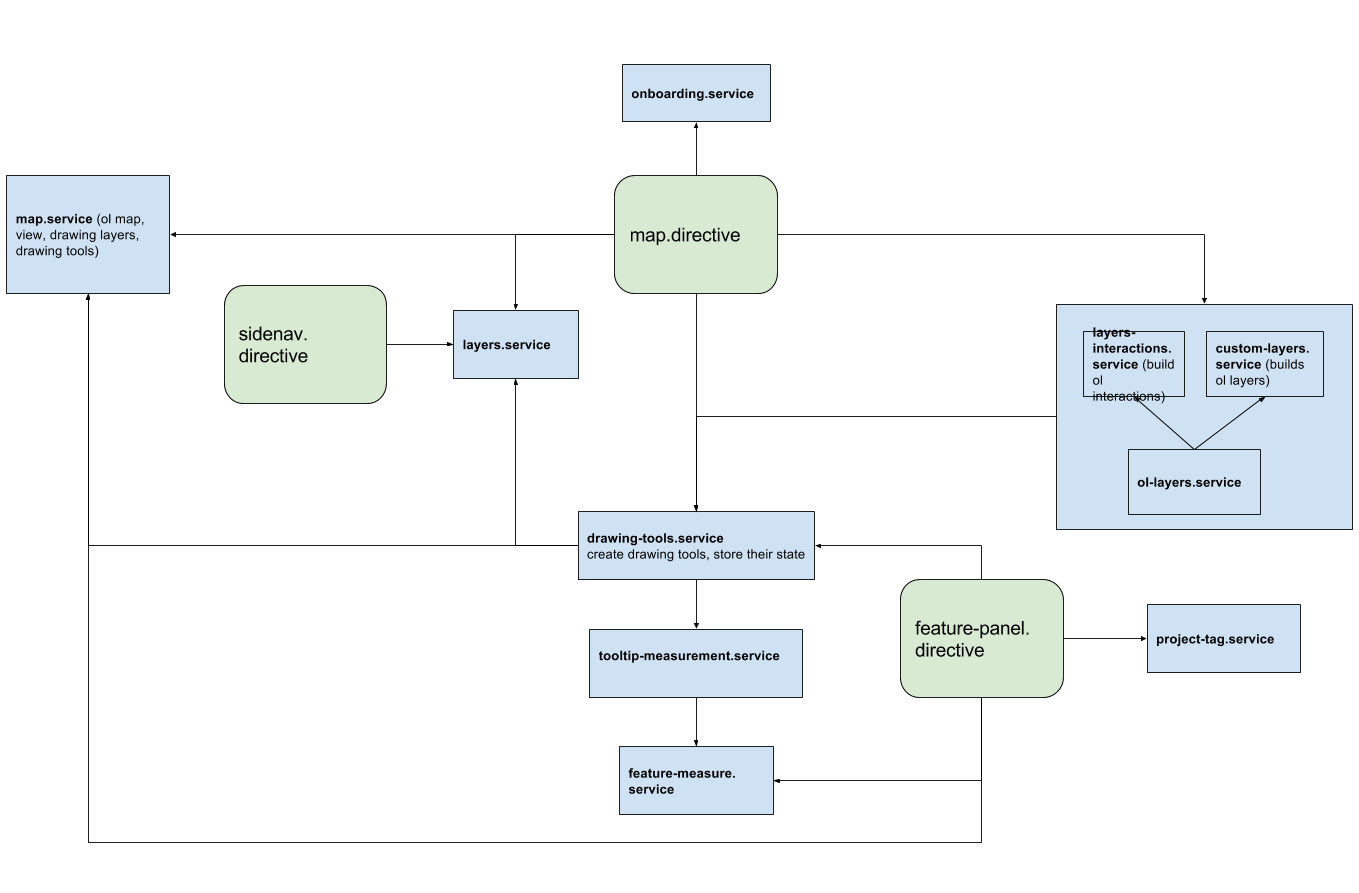 onboarding.service
map.service (ol map,
view, drawing layers,
drawing tools)
map.directive
sidenav.
directive
layers.service
layers-
interactions.
service (build
ol
interactions)
custom-layers.
service (builds
ol layers)
ol-layers.service
drawing-tools.service
create drawing tools, store their state
feature-panel.
directive
project-tag.service
tooltip-measurement.service
feature-measure.
service